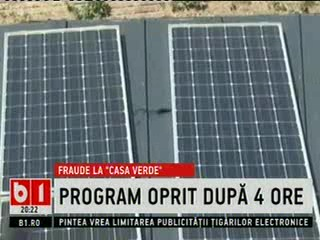 FRAUDE LA "CASA VERDE"
B1
PROGRAM OPRIT DUPĂ 4 ORE
20:22
B1.RO
PINTEA VREA LIMITAREA PUBLICITĂȚII ȚIGĂRILOR ELECTRONICE